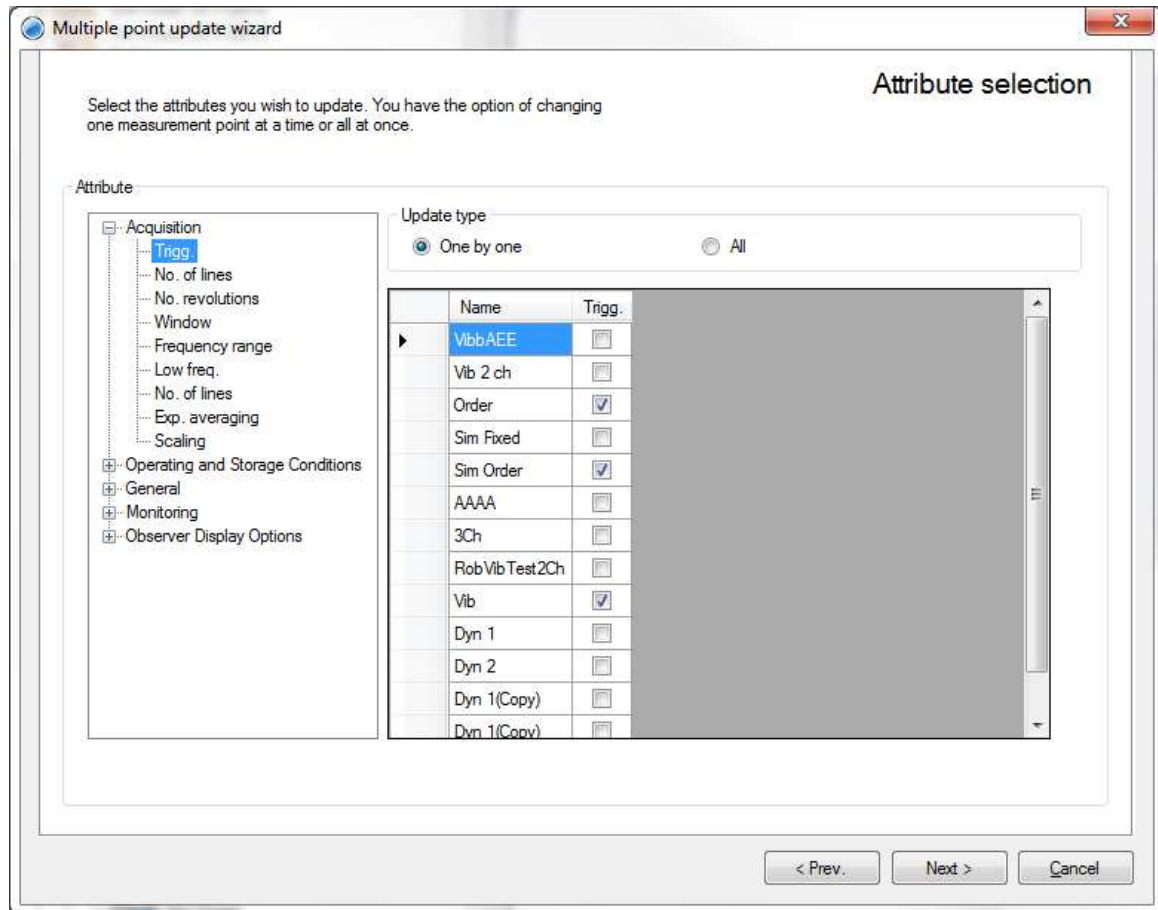 Multiple point update wizard
Attribute selection
Select the attributes you wish to update. You have the option of changing
one measurement point at a time or all at once.
Attribute
Acquisition
Trigg.
No. of lines
No. revolutions
Window
Frequency range
Low freq.
No. of lines
Exp. averaging
Scaling
Operating and Storage Conditions
General
Monitoring
Observer Display Options
Update type
One by one All
Name Trigg.
VibbAEE
Vib 2 ch
Order
Sim Fixed
Sim Order
AAAA
3Ch
RobVibTest2Ch
Vib
Dyn 1
Dyn 2
Dyn 1(Copy)
Dyn 1(Copy)
< Prev. Next > Cancel